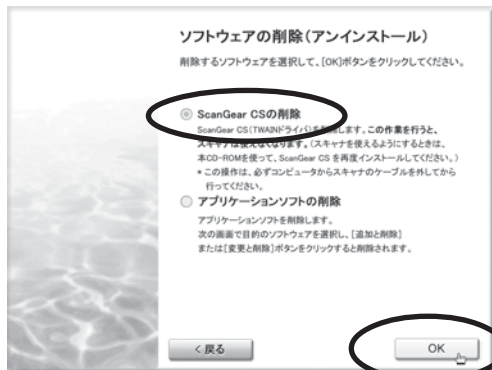 ソフトウェアの削除(アンインストール)
削除するソフトウェアを選択して、[OK]ボタンをクリックしてください。
ScanGear CSの削除
ScanGear CS(TWAINドライバ)を削除します。この作業を行うと、
スキャナは使えなくなります。(スキャナを使えるようにするときは、
本CD-ROMを使って、ScanGear CS を再度インストールしてください。)
* この操作は、必ずコンピュータからスキャナのケーブルを外してから
行ってください。
アプリケーションソフトの削除
アプリケーションソフトを削除します。
次の画面で目的のソフトウェアを選択し、[追加と削除]
または[変更と削除]ボタンをクリックすると削除されます。
< 戻る
OK